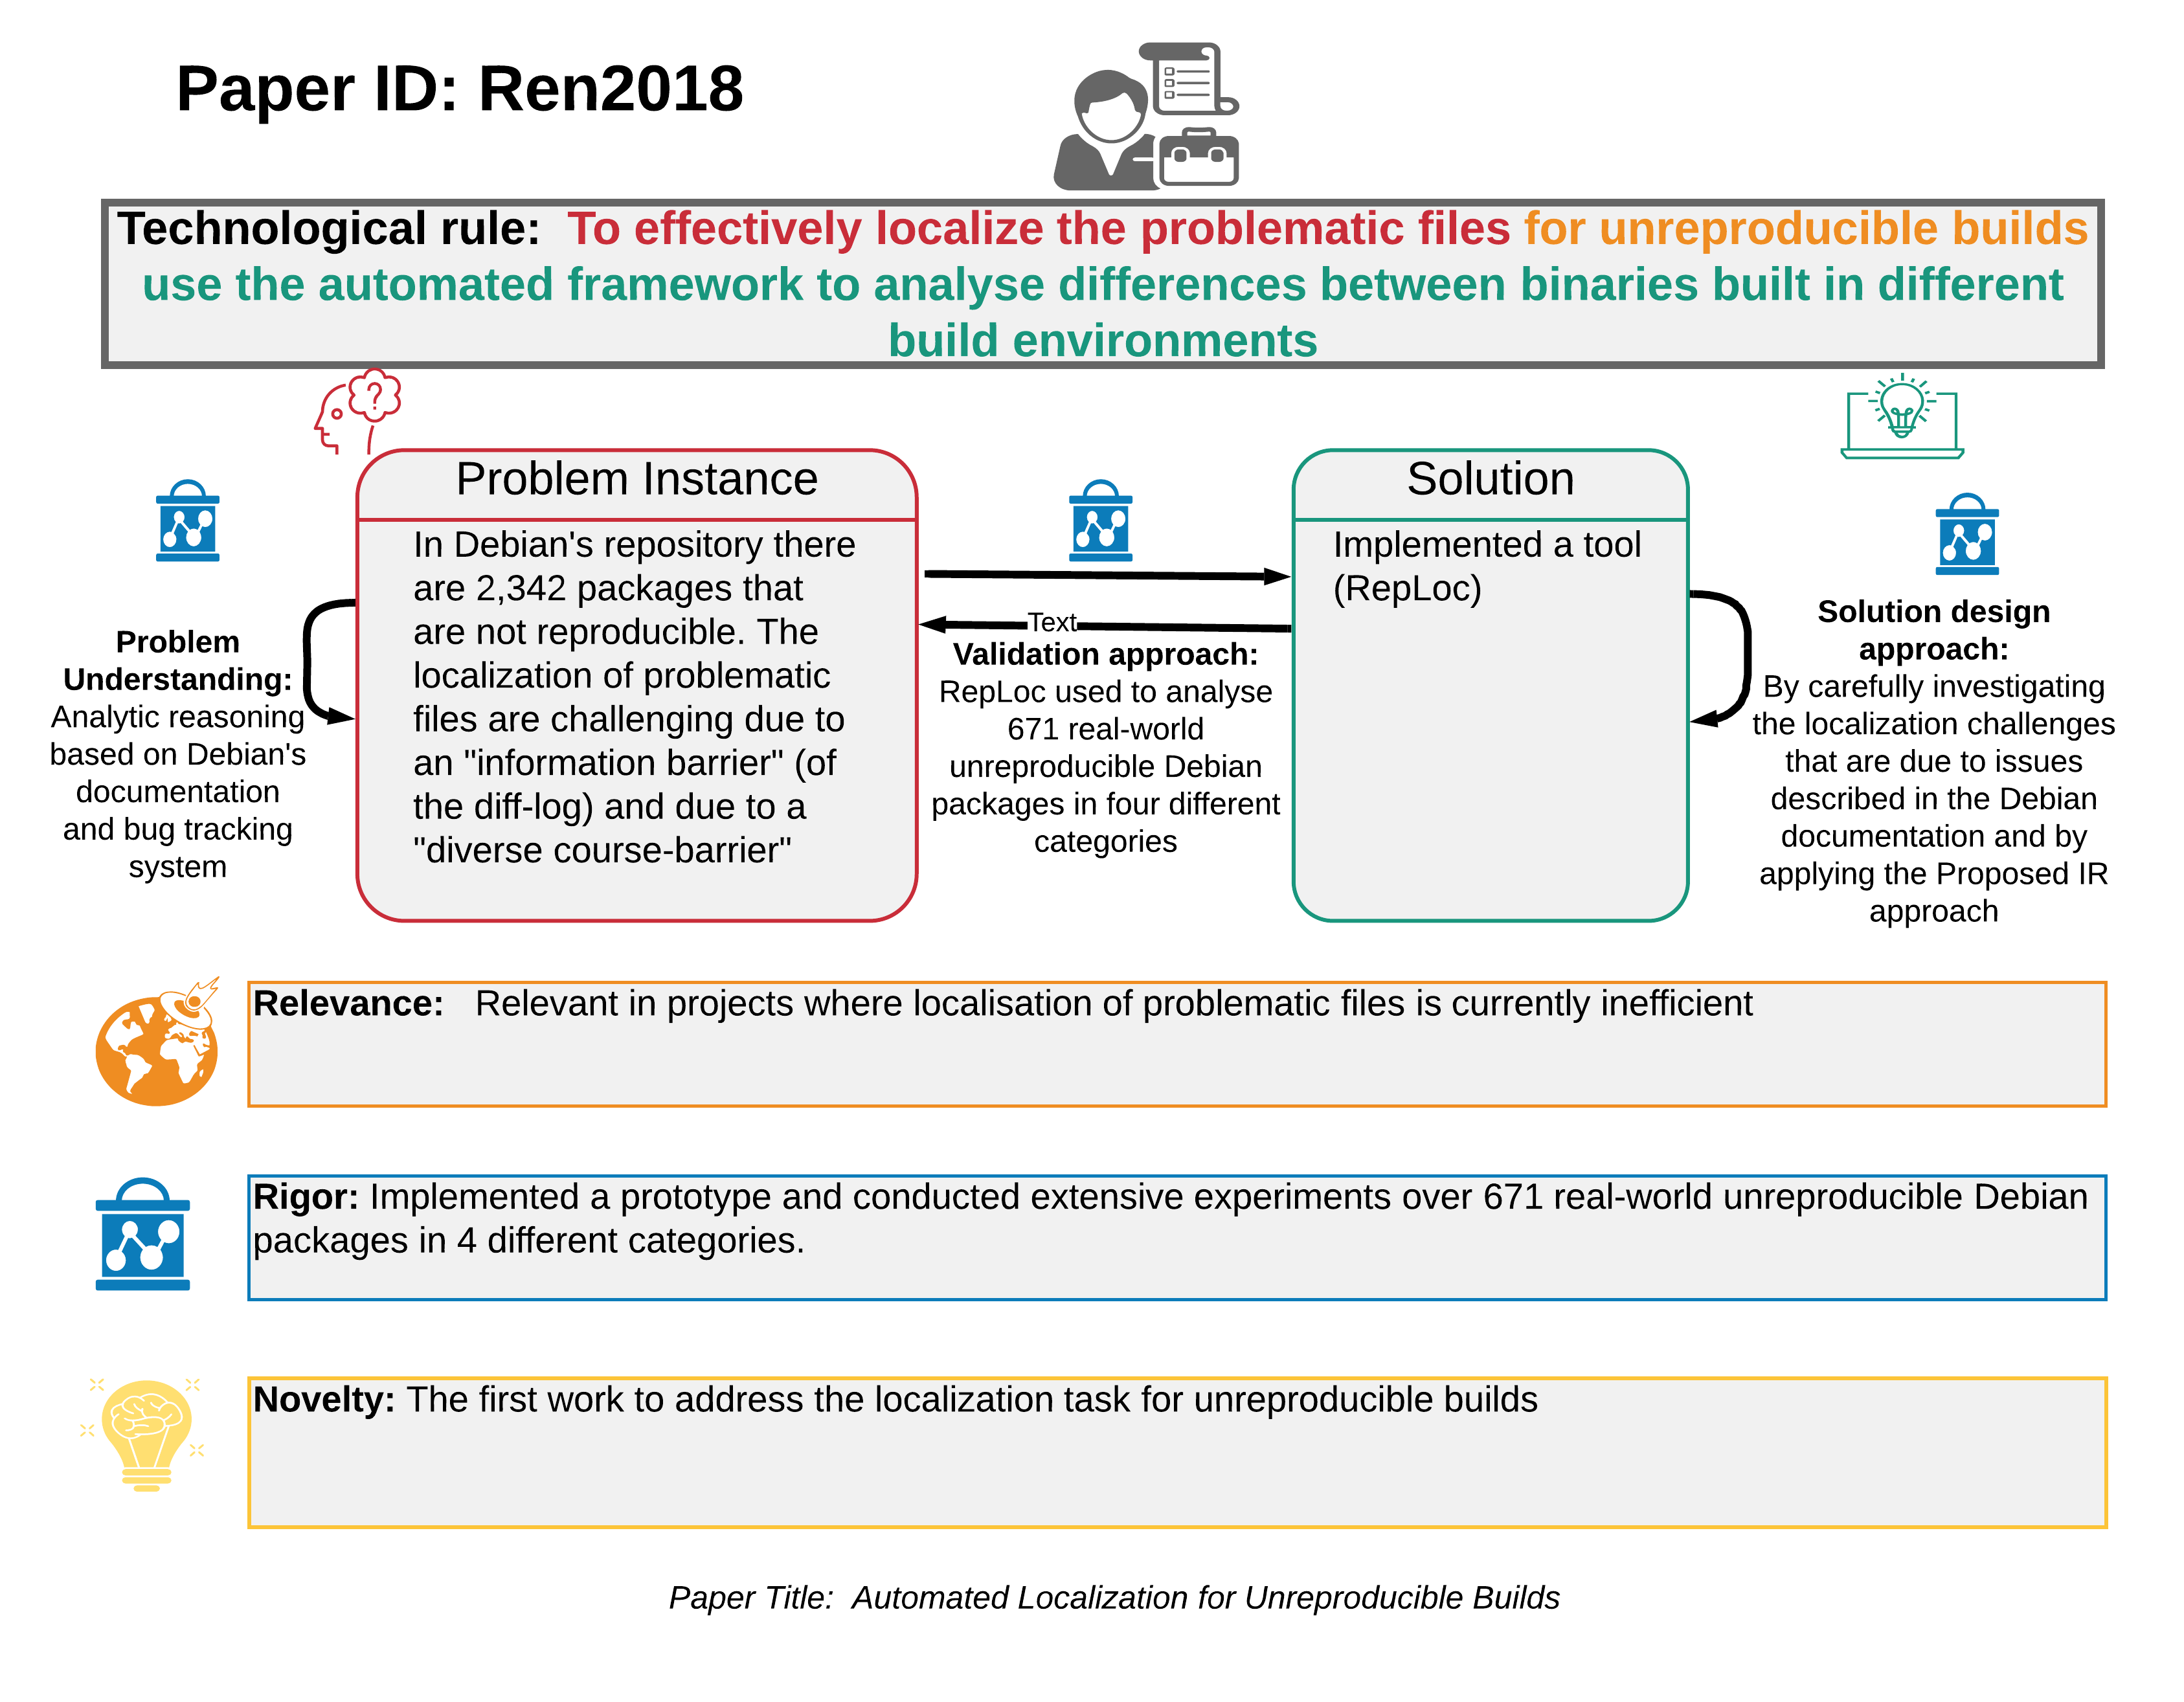 Paper ID: Ren2018
Technological rule: To effectively localize the problematic files for unreproducible builds
use the automated framework to analyse differences between binaries built in different
build environments
Problem
Understanding:
Analytic reasoning
based on Debian's
documentation
and bug tracking
system
Problem Instance
In Debian's repository there
are 2,342 packages that
are not reproducible. The
localization of problematic
files are challenging due to
an "information barrier" (of
the diff-log) and due to a
"diverse course-barrier"
Text
Validation approach:
RepLoc used to analyse
671 real-world
unreproducible Debian
packages in four different
categories
Solution
Implemented a tool
(RepLoc)
Solution design
approach:
By carefully investigating
the localization challenges
that are due to issues
described in the Debian
documentation and by
applying the Proposed IR
approach
Relevance: Relevant in projects where localisation of problematic files is currently inefficient
Rigor: Implemented a prototype and conducted extensive experiments over 671 real-world unreproducible Debian
packages in 4 different categories.
Novelty: The first work to address the localization task for unreproducible builds
Paper Title: Automated Localization for Unreproducible Builds